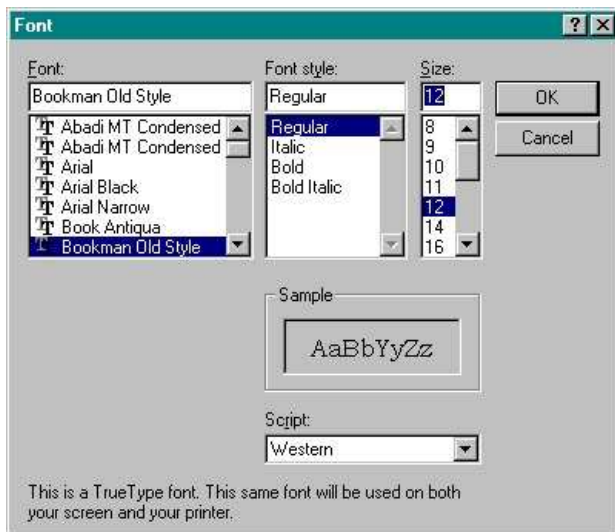 Font
Font:
Bookman Old Style
Abadi MT Condensed
Abadi MT Condensed
Arial
Arial Black
Arial Narrow
Book Antiqua
Bookman Old Style
Font style:
Regular
Regular
Italic
Bold
Bold Italic
Size:
12
8
9
10
11
12
14
16
OK
Cancel
Sample
AaBbYyZz
Script:
Western
This is a TrueType font. This same font will be used on both
your screen and your printer.